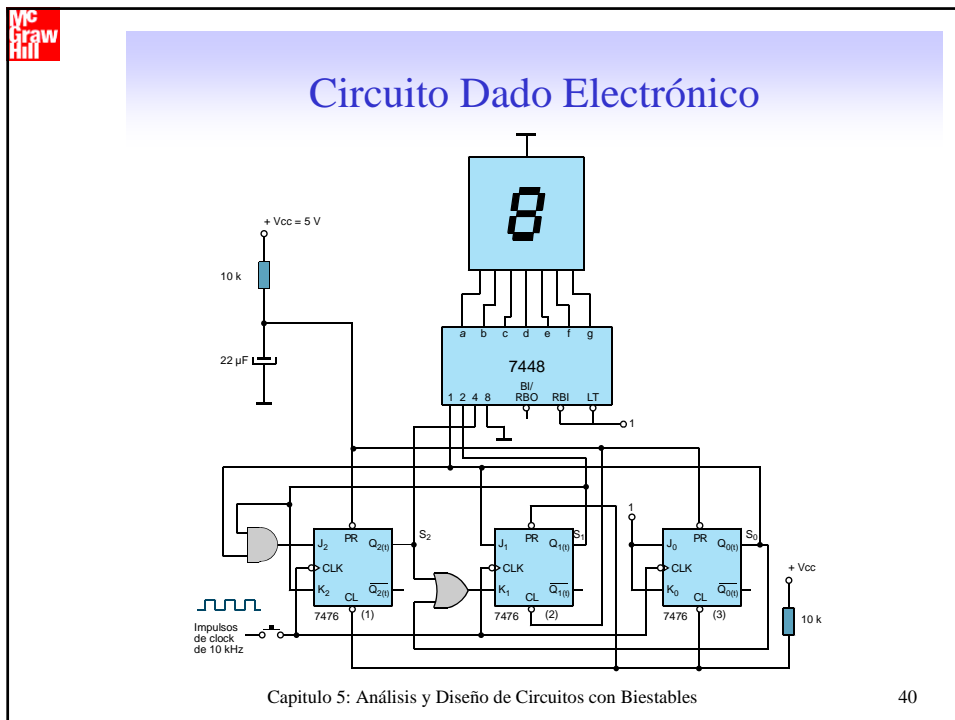 Mc
Graw
Hill
Circuito Dado Electrónico
8
+ Vcc = 5 V
10 k
22 µF
a b c d e f g
7448
1 2 4 8 BI/RBO RBI LT
1
J2 PR Q2(t) S2
CLK
K2 CL Q2(t)
7476 (1)
J1 PR Q1(t) S1
CLK
K1 CL Q1(t)
7476 (2)
1
J0 PR Q0(t) S0
CLK
K0 CL Q0(t)
7476 (3)
+ Vcc
10 k
Impulsos
de clock
de 10 kHz
Capitulo 5: Análisis y Diseño de Circuitos con Biestables 40